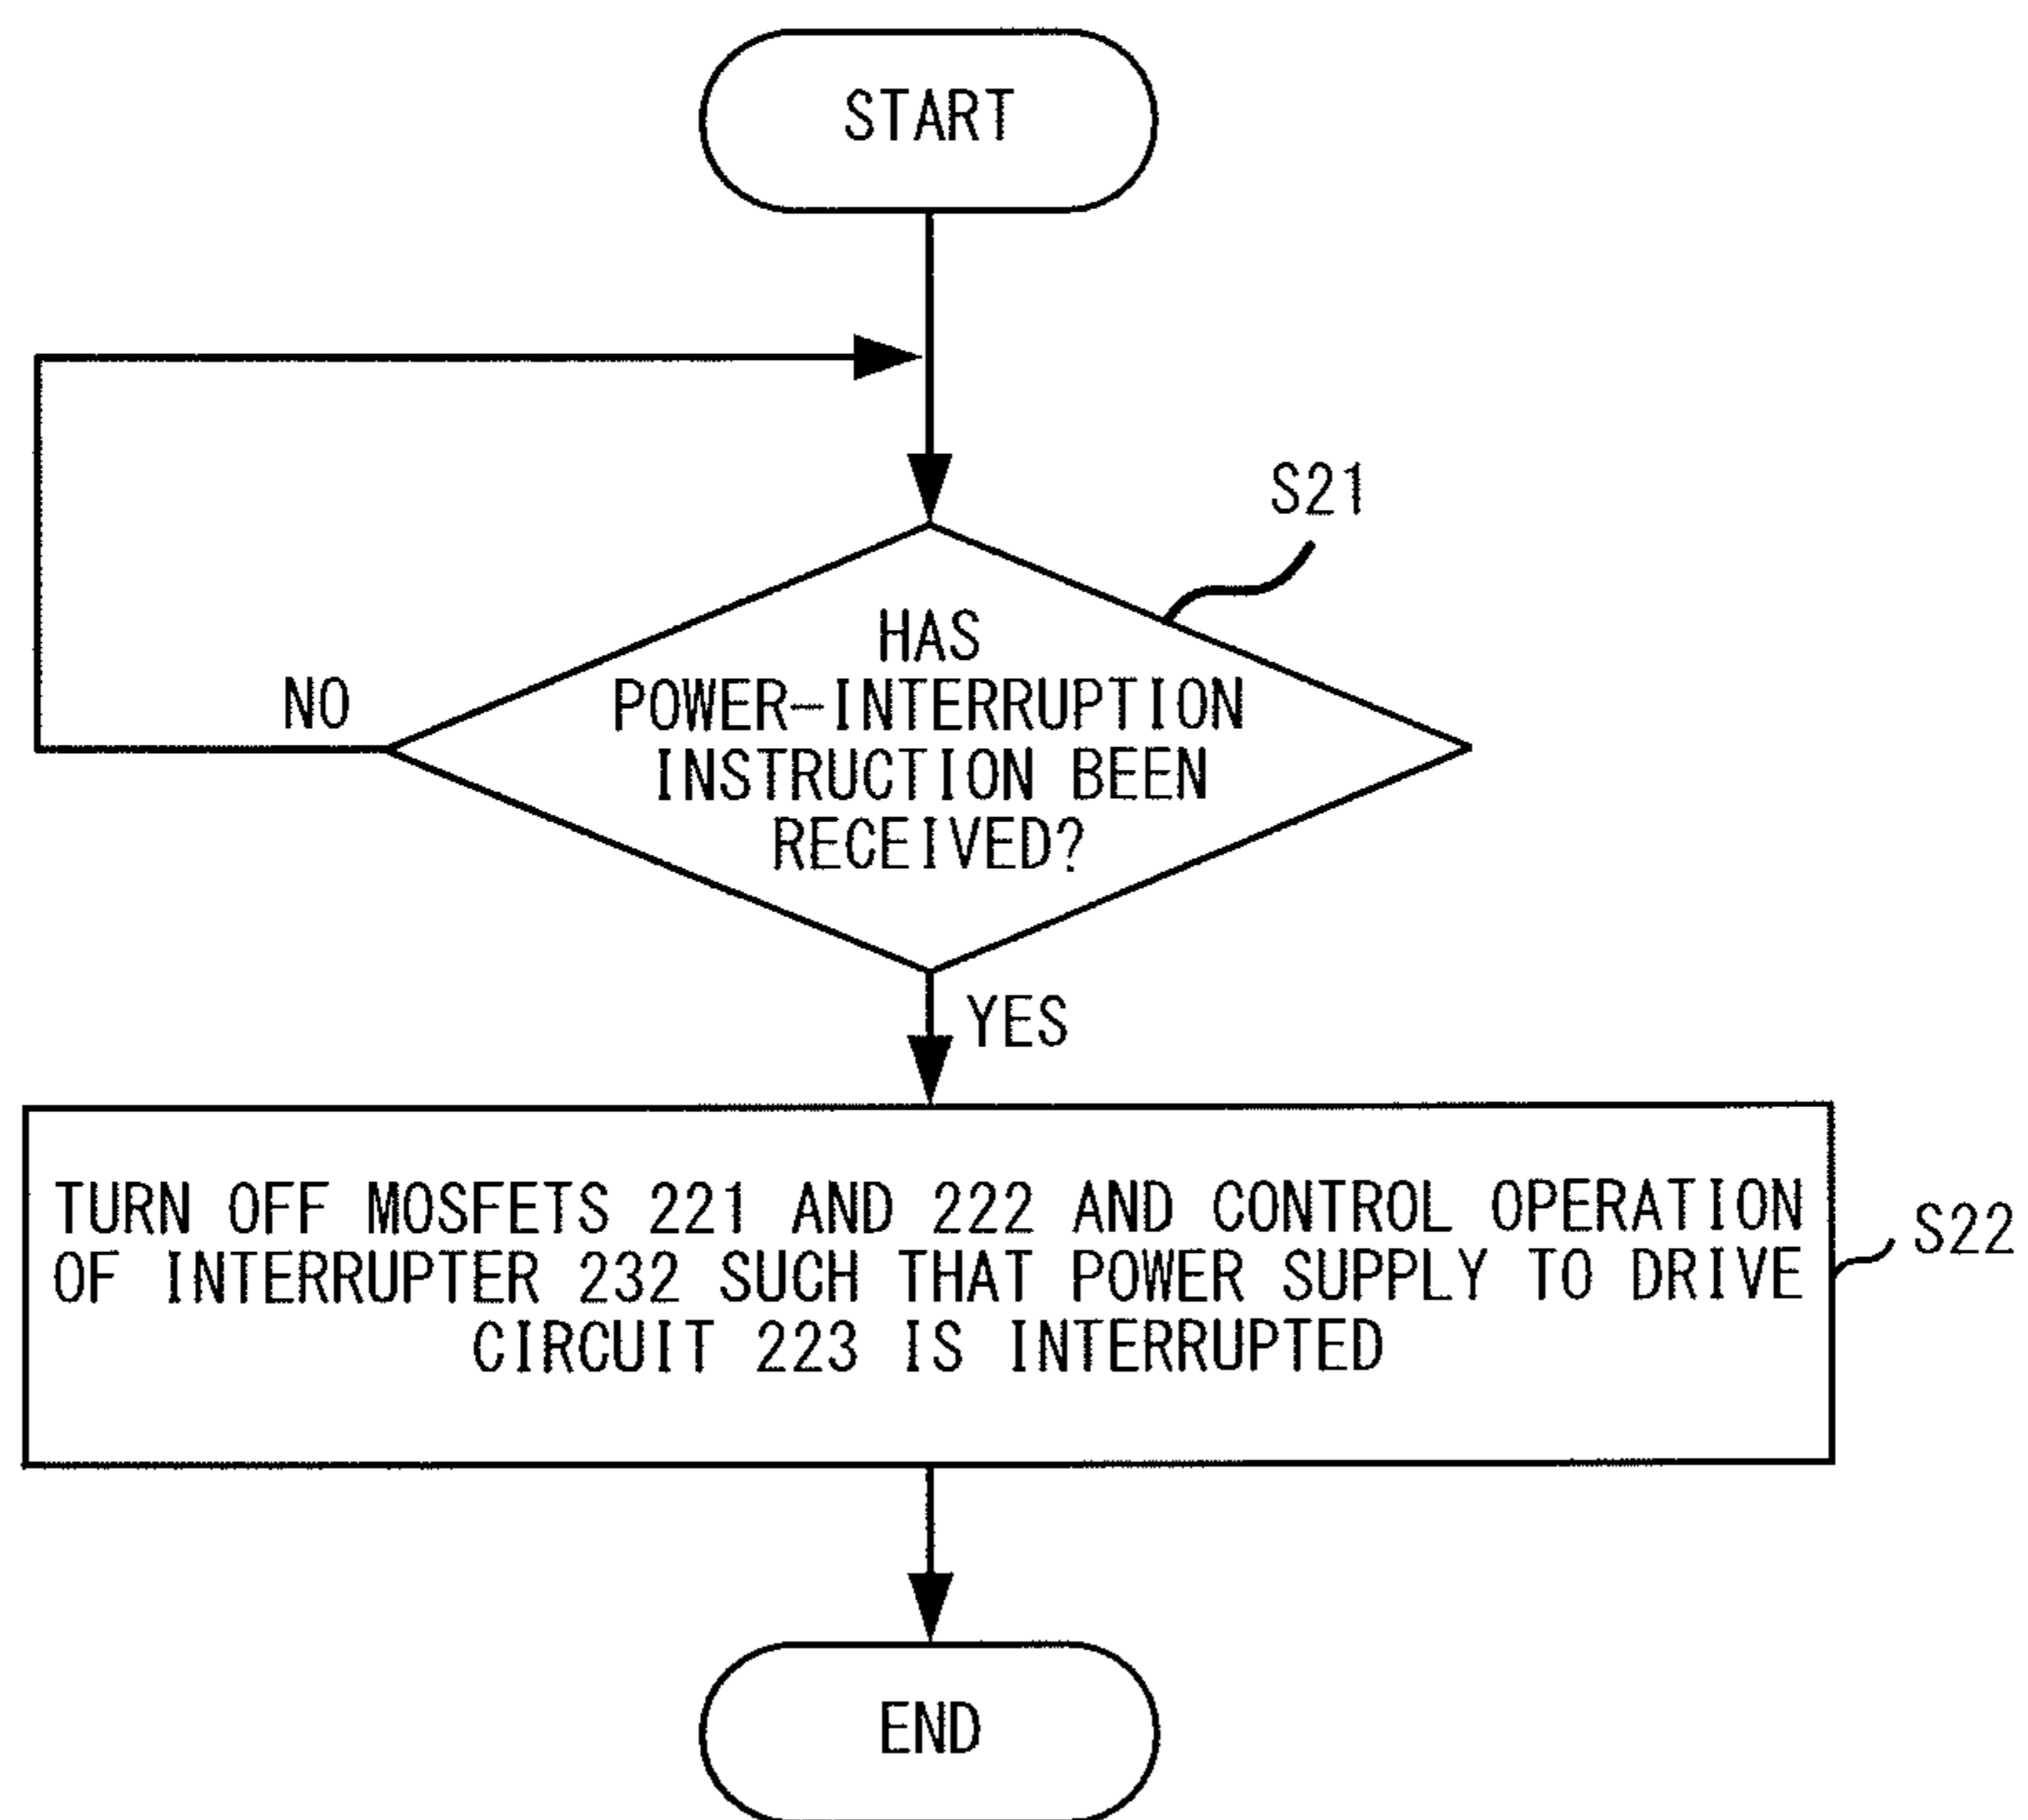 START
S21
HAS
POWER-INTERRUPTION
INSTRUCTION BEEN
RECEIVED?
NO
YES
TURN OFF MOSFETS 221 AND 222 AND CONTROL OPERATION
OF INTERRUPTER 232 SUCH THAT POWER SUPPLY TO DRIVE
CIRCUIT 223 IS INTERRUPTED
S22
END